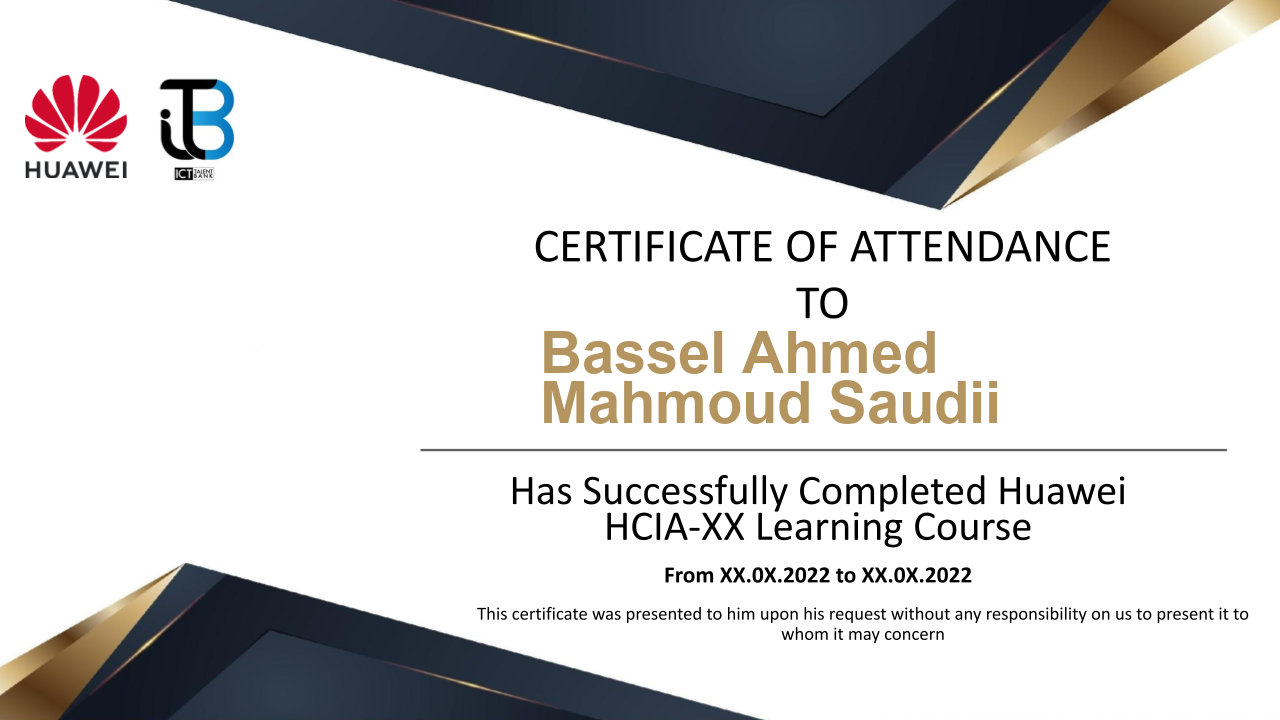 HUAWEI
iTB
ICT TALENT BANK
CERTIFICATE OF ATTENDANCE
TO
Bassel Ahmed
Mahmoud Saudii
Has Successfully Completed Huawei
HCIA-XX Learning Course
From XX.0X.2022 to XX.0X.2022
This certificate was presented to him upon his request without any responsibility on us to present it to
whom it may concern